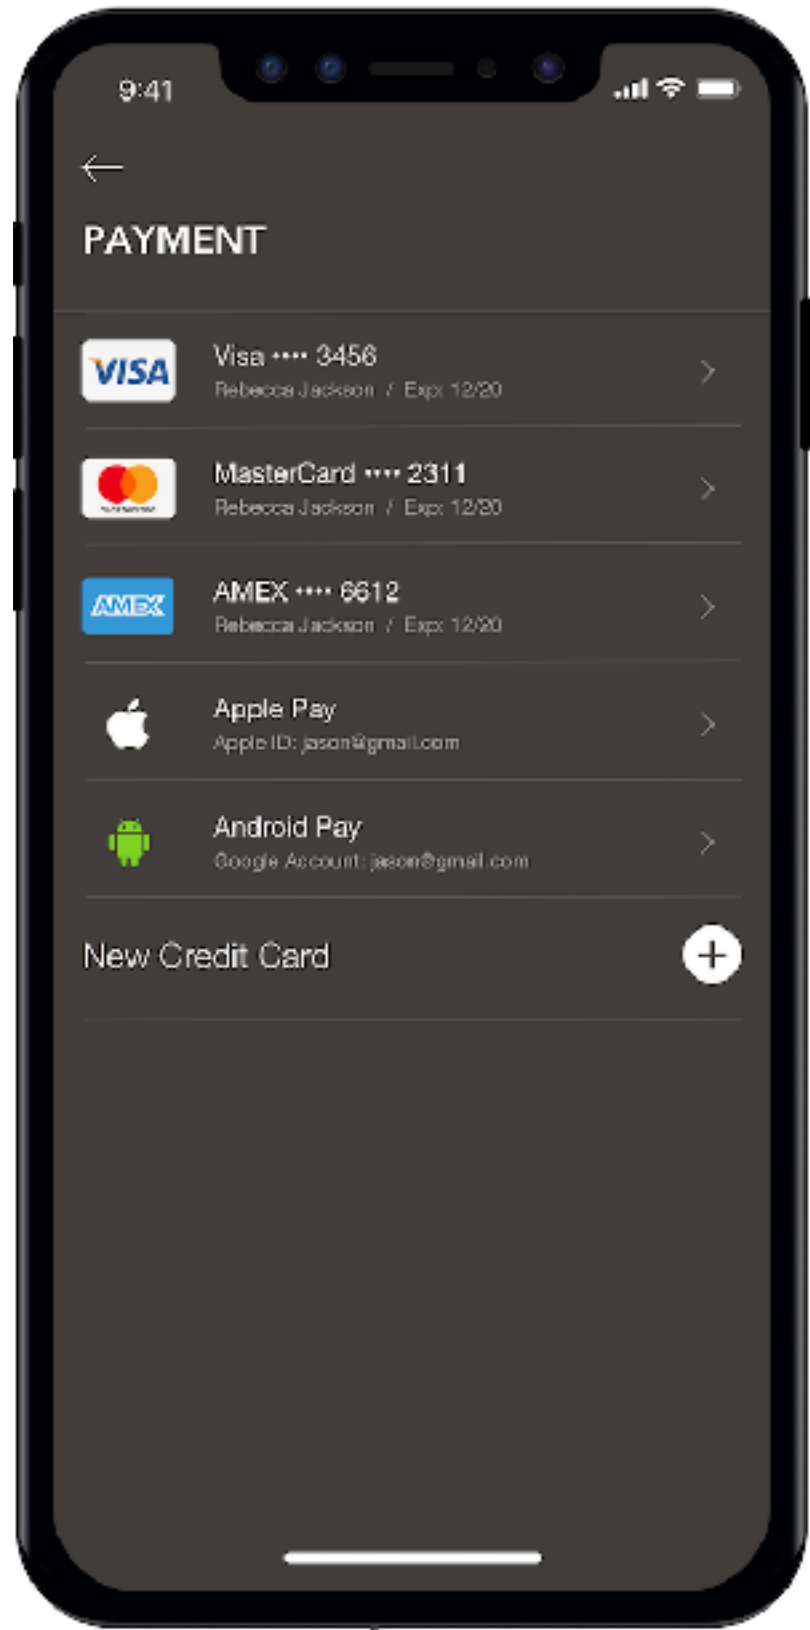 9:41
PAYMENT
VISA
Visa •••• 3456
Rebecca Jackson / Exp: 12/20
MasterCard •••• 2311
Rebecca Jackson / Exp: 12/20
AMEX
AMEX •••• 6612
Rebecca Jackson / Exp: 12/20
Apple Pay
Apple ID: jason@gmail.com
Android Pay
Google Account: jason@gmail.com
New Credit Card